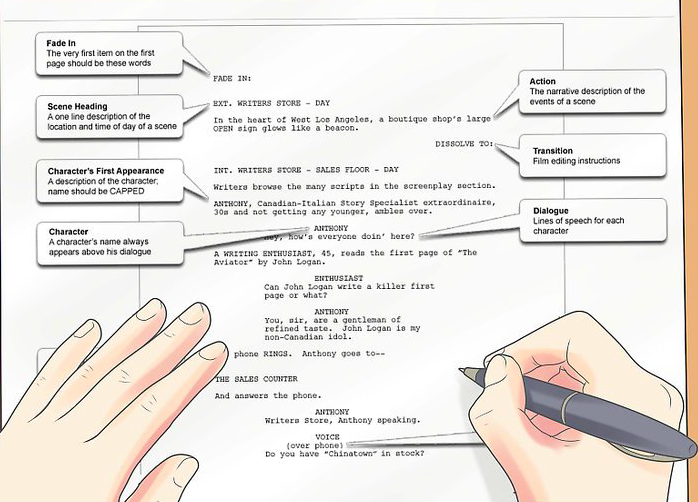 Fade In
The very first item on the first
page should be these words
FADE IN:
Action
The narrative description of the
events of a scene
Scene Heading
A one line description of the
location and time of day of a scene
EXT. WRITERS STORE - DAY
In the heart of West Los Angeles, a boutique shop's large
OPEN sign glows like a beacon.
DISSOLVE TO:
Transition
Film editing instructions
Character's First Appearance
A description of the character;
name should be CAPPED
INT. WRITERS STORE - SALES FLOOR - DAY
Writers browse the many scripts in the screenplay section.
ANTHONY, Canadian-Italian Story Specialist extraordinaire,
30s and not getting any younger, ambles over.
Dialogue
Lines of speech for each
character
Character
A character's name always
appears above his dialogue
ANTHONY
how's everyone doin' here?
A WRITING ENTHUSIAST, 45, reads the first page of "The
Aviator" by John Logan.
ENTHUSIAST
Can John Logan write a killer first
page or what?
ANTHONY
You, sir, are a gentleman of
refined taste. John Logan is my
non-Canadian idol.
phone RINGS. Anthony goes to--
THE SALES COUNTER
And answers the phone.
ANTHONY
Writers Store, Anthony speaking.
VOICE
(over phone)
Do you have "Chinatown" in stock?